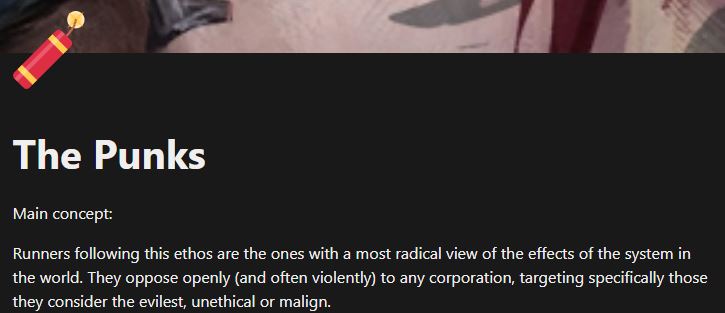 The Punks
Main concept:
Runners following this ethos are the ones with a most radical view of the effects of the system in
the world. They oppose openly (and often violently) to any corporation, targeting specifically those
they consider the evilest, unethical or malign.